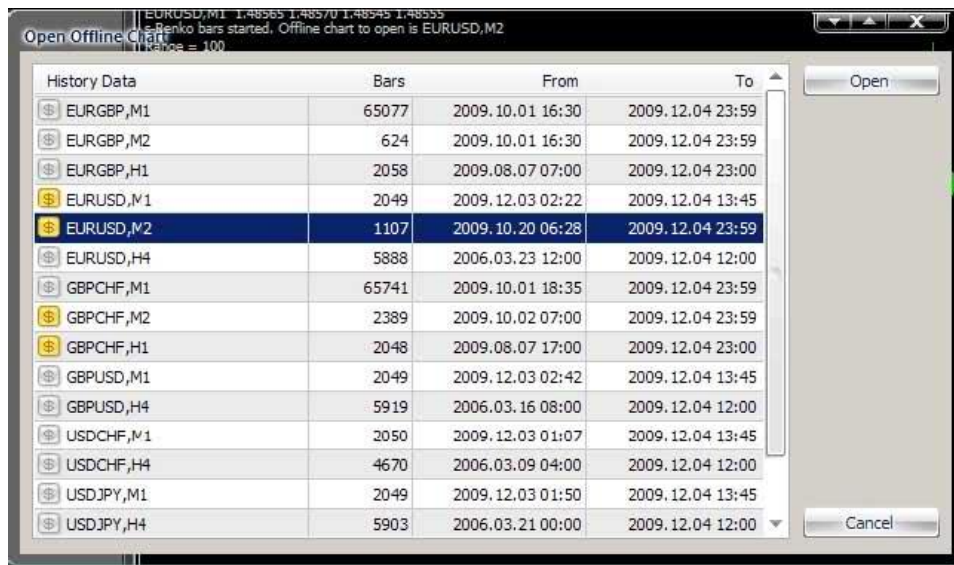 EURUSD,M1 1.48565 1.48570 1.48545 1.48555
Renko bars started. Offline chart to open is EURUSD,M2
Range = 100
Open Offline Chart
History Data Bars From To
EURGBP,M1 65077 2009.10.01 16:30 2009.12.04 23:59
EURGBP,M2 624 2009.10.01 16:30 2009.12.04 23:59
EURGBP,H1 2058 2009.08.07 07:00 2009.12.04 23:00
EURUSD,M1 2049 2009.12.03 02:22 2009.12.04 13:45
EURUSD,M2 1107 2009.10.20 06:28 2009.12.04 23:59
EURUSD,H4 5888 2006.03.23 12:00 2009.12.04 12:00
GBPCHF,M1 65741 2009.10.01 18:35 2009.12.04 23:59
GBPCHF,M2 2389 2009.10.02 07:00 2009.12.04 23:59
GBPCHF,H1 2048 2009.08.07 17:00 2009.12.04 23:00
GBPUSD,M1 2049 2009.12.03 02:42 2009.12.04 13:45
GBPUSD,H4 5919 2006.03.16 08:00 2009.12.04 12:00
USDCHF,M1 2050 2009.12.03 01:07 2009.12.04 13:45
USDCHF,H4 4670 2006.03.09 04:00 2009.12.04 12:00
USDJPY,M1 2049 2009.12.03 01:50 2009.12.04 13:45
USDJPY,H4 5903 2006.03.21 00:00 2009.12.04 12:00
Open
Cancel